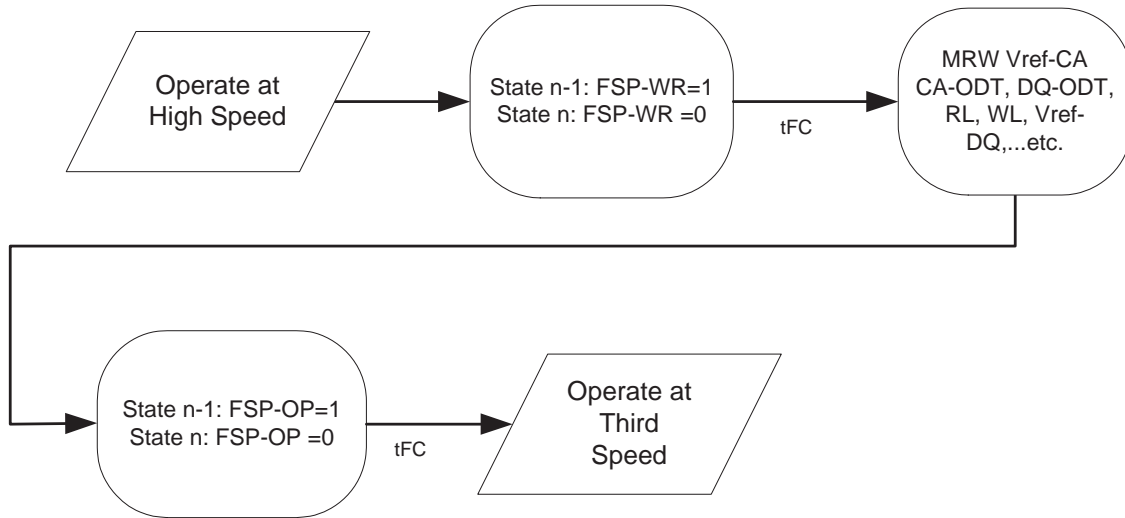 Operate at
High Speed
State n-1: FSP-WR=1
State n: FSP-WR =0
tFC
MRW Vref-CA
CA-ODT, DQ-ODT,
RL, WL, Vref-
DQ,...etc.
State n-1: FSP-OP=1
State n: FSP-OP =0
tFC
Operate at
Third
Speed